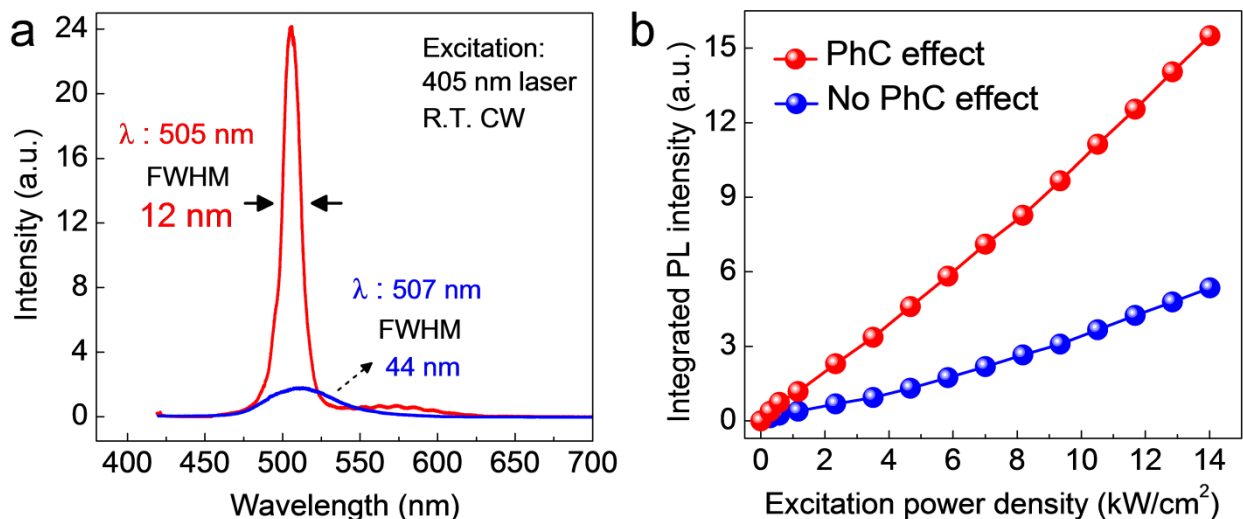 a
24
20
16
12
8
4
0
Intensity (a.u.)
400 450 500 550 600 650 700
Wavelength (nm)
Excitation:
405 nm laser
R.T. CW
λ : 505 nm
FWHM
12 nm
λ : 507 nm
FWHM
44 nm
b
15
12
9
6
3
0
Integrated PL intensity (a.u.)
0 2 4 6 8 10 12 14
Excitation power density (kW/cm²)
PhC effect
No PhC effect